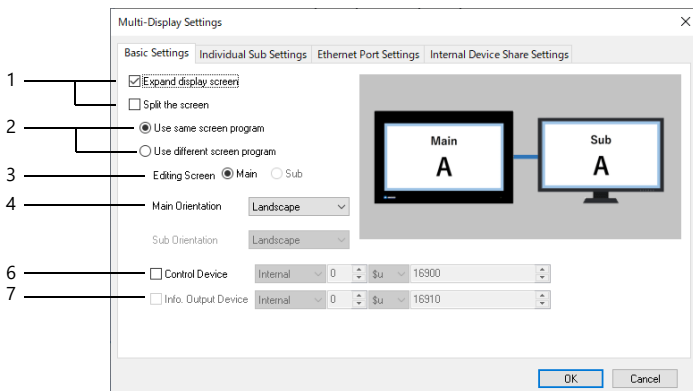 Multi-Display Settings
Basic Settings Individual Sub Settings Ethernet Port Settings Internal Device Share Settings
1 Expand display screen
Split the screen
2 Use same screen program
Use different screen program
3 Editing Screen Main Sub
4 Main Orientation Landscape
Sub Orientation Landscape
6 Control Device Internal 0 $u 16900
7 Info. Output Device Internal 0 $u 16910
Main Sub
A A
OK Cancel